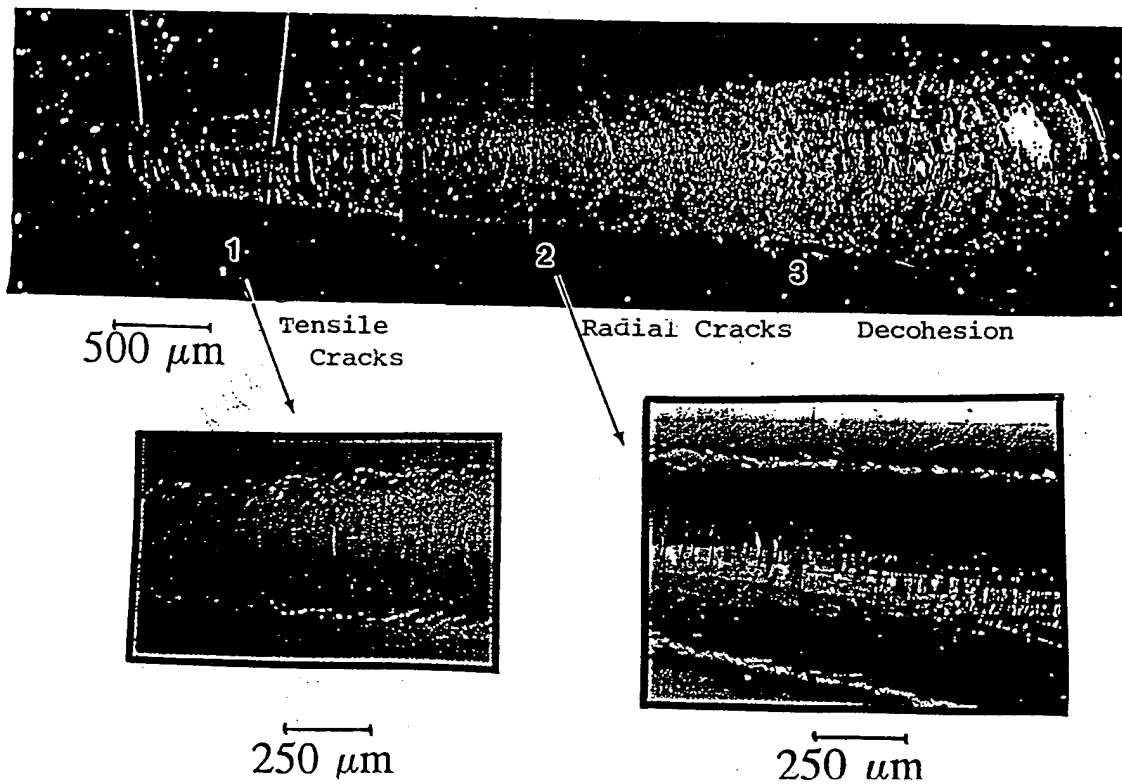 1
2
3
500 μm
Tensile
Cracks
Radial Cracks
Decohesion
250 μm
250 μm